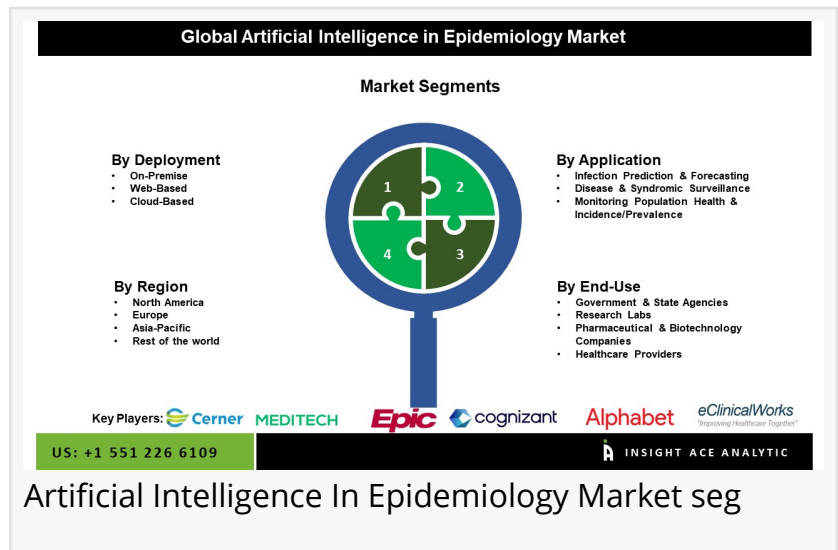 Global Artificial Intelligence in Epidemiology Market
Market Segments
By Deployment
• On-Premise
• Web-Based
• Cloud-Based
By Application
• Infection Prediction & Forecasting
• Disease & Syndromic Surveillance
• Monitoring Population Health &
Incidence/Prevalence
1
2
4
3
By Region
• North America
• Europe
• Asia-Pacific
• Rest of the world
By End-Use
• Government & State Agencies
• Research Labs
• Pharmaceutical & Biotechnology
Companies
• Healthcare Providers
Key Players: Cerner MEDITECH Epic cognizant Alphabet eClinicalWorks
"Improving Healthcare Together"
US: +1 551 226 6109
INSIGHT ACE ANALYTIC
Artificial Intelligence In Epidemiology Market seg